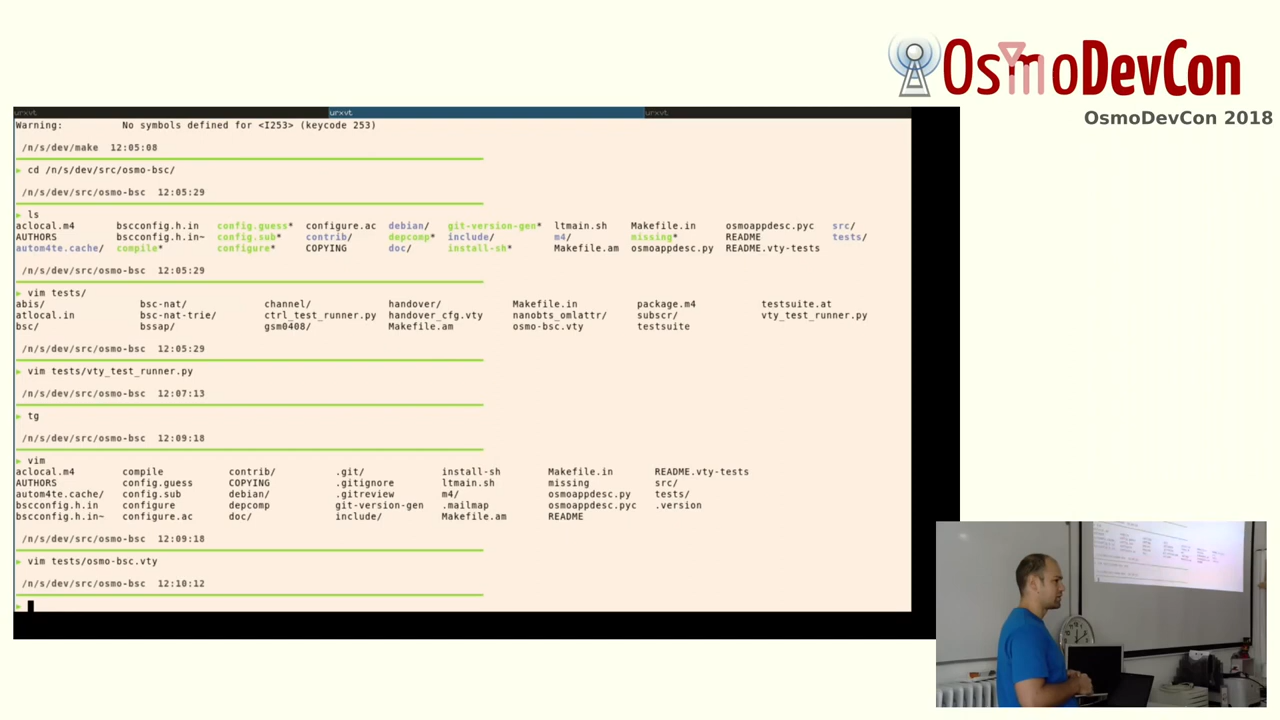 OsmoDevCon
OsmoDevCon 2018
urxvt urxvt urxvt
Warning: No symbols defined for <I253> (keycode 253)
/n/s/dev/make 12:05:08
▶ cd /n/s/dev/src/osmo-bsc/
/n/s/dev/src/osmo-bsc 12:05:29
▶ ls
aclocal.m4 bscconfig.h.in config.guess* configure.ac debian/ git-version-gen* ltmain.sh Makefile.in osmoappdesc.pyc src/
AUTHORS bscconfig.h.in~ config.sub* contrib/ depcomp* include/ m4/ missing* README tests/
autom4te.cache/ compile* configure* COPYING doc/ install-sh* Makefile.am osmoappdesc.py README.vty-tests
/n/s/dev/src/osmo-bsc 12:05:29
▶ vim tests/
abis/ bsc-nat/ channel/ handover/ Makefile.in package.m4 testsuite.at
atlocal.in bsc-nat-trie/ ctrl_test_runner.py handover_cfg.vty nanobts_omlattr/ subscr/ vty_test_runner.py
bsc/ bssap/ gsm0408/ Makefile.am osmo-bsc.vty testsuite
/n/s/dev/src/osmo-bsc 12:05:29
▶ vim tests/vty_test_runner.py
/n/s/dev/src/osmo-bsc 12:07:13
▶ tg
/n/s/dev/src/osmo-bsc 12:09:18
▶ vim
aclocal.m4 compile contrib/ .git/ install-sh Makefile.in README.vty-tests
AUTHORS config.guess COPYING .gitignore ltmain.sh missing src/
autom4te.cache/ config.sub debian/ .gitreview m4/ osmoappdesc.py tests/
bscconfig.h.in configure depcomp git-version-gen .mailmap osmoappdesc.pyc .version
bscconfig.h.in~ configure.ac doc/ include/ Makefile.am README
/n/s/dev/src/osmo-bsc 12:09:18
▶ vim tests/osmo-bsc.vty
/n/s/dev/src/osmo-bsc 12:10:12
▶